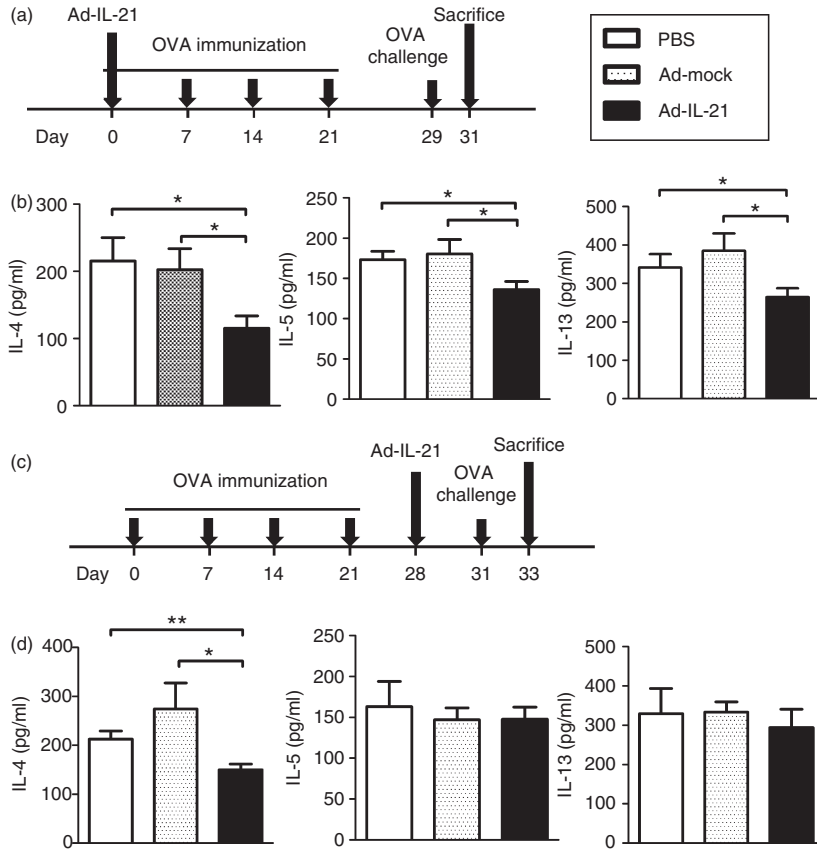 (a)
Ad-IL-21
OVA immunization
OVA
challenge
Sacrifice
Day 0 7 14 21 29 31
PBS
Ad-mock
Ad-IL-21
(b)
IL-4 (pg/ml)
300
200
100
0
*
*
IL-5 (pg/ml)
250
200
150
100
50
0
*
*
IL-13 (pg/ml)
500
400
300
200
100
0
*
*
(c)
OVA immunization
Ad-IL-21
OVA
challenge
Sacrifice
Day 0 7 14 21 28 31 33
(d)
IL-4 (pg/ml)
400
300
200
100
0
**
*
IL-5 (pg/ml)
250
200
150
100
50
0
IL-13 (pg/ml)
500
400
300
200
100
0